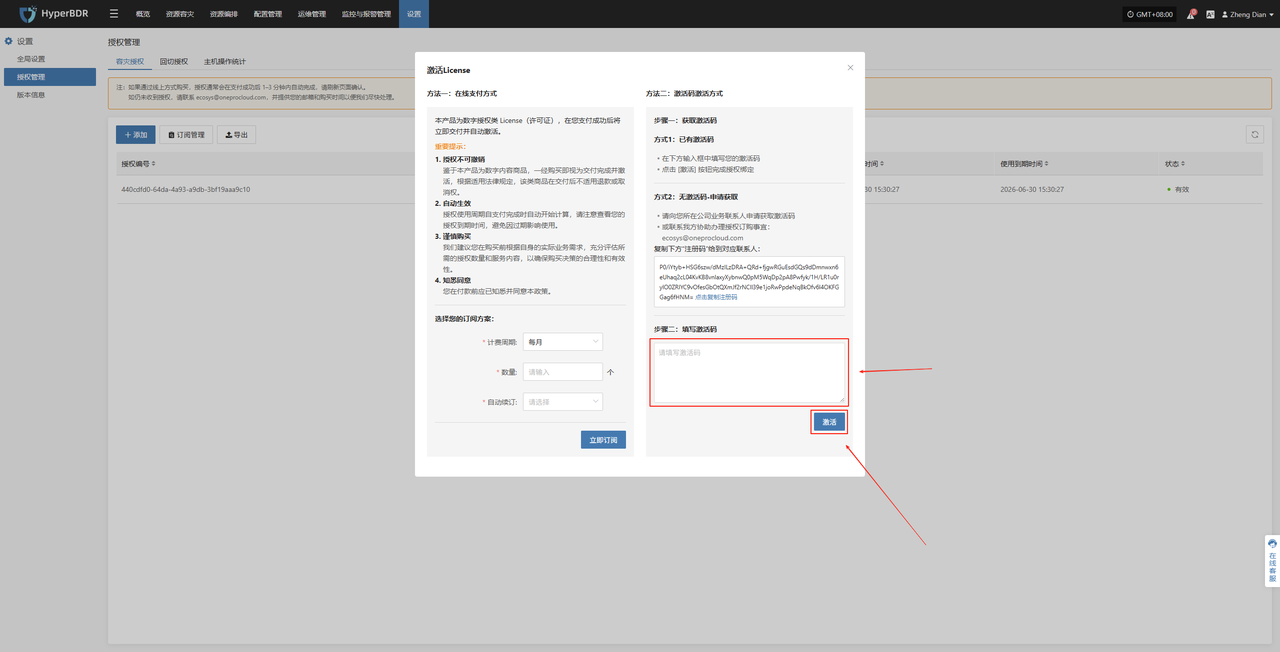 HyperBDR
概览
资源容灾
资源编排
配置管理
运维管理
监控与报警管理
设置
GMT+08:00
Zheng Dian
设置
全局设置
授权管理
版本信息
授权管理
容灾授权
回切授权
主机操作统计
注：如果通过线上方式购买，授权通常会在支付成功后 1-3 分钟内自动完成，请刷新页面确认。
如仍未收到授权，请联系 ecosys@oneprocloud.com，并提供您的邮箱和购买时间以便我们尽快处理。
添加
订阅管理
导出
授权编号
时间
使用到期时间
状态
440cdfd0-64da-4a93-a9db-3bf19aaa9c10
30 15:30:27
2026-06-30 15:30:27
有效
激活License
方法一：在线支付方式
本产品为数字授权类 License（许可证），在您支付成功后将
立即交付并自动激活。
重要提示：
1. 授权不可撤销
鉴于本产品为数字内容商品，一经购买即视为交付完成并激
活，根据适用法律规定，该类商品在交付后不适用退款或取
消权。
2. 自动生效
授权使用周期自支付完成时自动开始计算，请注意查看您的
授权到期时间，避免因过期影响使用。
3. 谨慎购买
我们建议您在购买前根据自身的实际业务需求，充分评估所
需的授权数量和服务内容，以确保购买决策的合理性和有效
性。
4. 知悉同意
您在付款前应已知悉并同意本政策。
选择您的订阅方案：
* 计费周期:
每月
* 数量:
请输入
个
* 自动续订:
请选择
立即订阅
方法二：激活码激活方式
步骤一：获取激活码
方式1：已有激活码
• 在下方输入框中填写您的激活码
• 点击 [激活] 按钮完成授权绑定
方式2：无激活码-申请获取
• 请向您所在公司业务联系人申请获取激活码
• 或联系我方协助办理授权订购事宜：
ecosys@oneprocloud.com
复制下方"注册码"给到对应联系人：
点击复制注册码
步骤二：填写激活码
请填写激活码
激活
在线客服